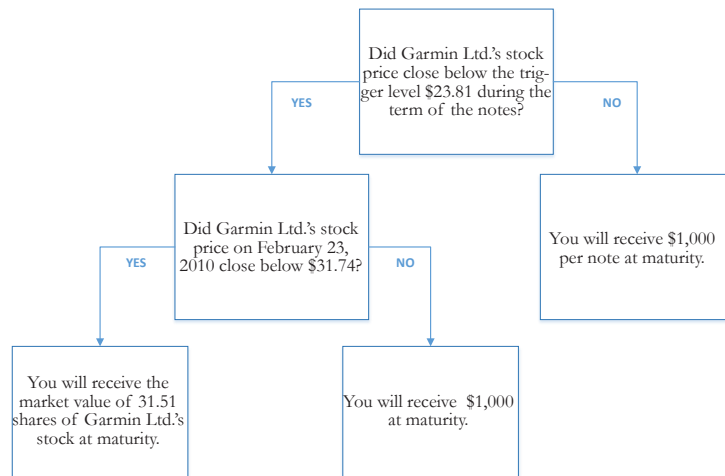 Did Garmin Ltd.'s stock
price close below the trig-
ger level $23.81 during the
term of the notes?
YES
NO
Did Garmin Ltd.'s stock
price on February 23,
2010 close below $31.74?
You will receive $1,000
per note at maturity.
YES
NO
You will receive the
market value of 31.51
shares of Garmin Ltd.'s
stock at maturity.
You will receive $1,000
at maturity.